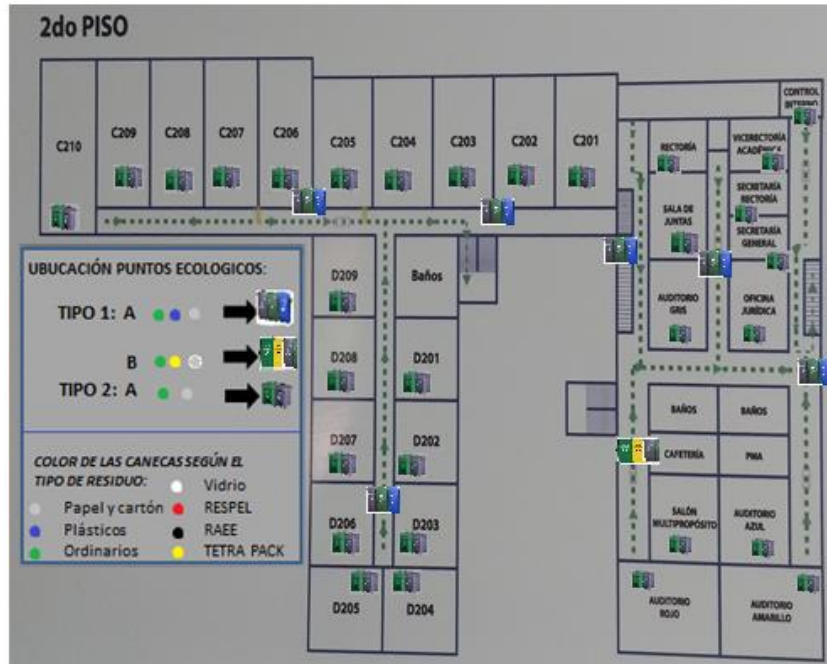 2do PISO
C210
C209
C208
C207
C206
C205
C204
C203
C202
C201
CONTROL
INTERNO
RECTORÍA
VICERECTORÍA
ACADÉMICA
SECRETARÍA
RECTORÍA
SALA DE
JUNTAS
SECRETARÍA
GENERAL
AUDITORIO
GRIS
OFICINA
JURÍDICA
UBUCACIÓN PUNTOS ECOLOGICOS:
TIPO 1: A
B
TIPO 2: A
COLOR DE LAS CANECAS SEGÚN EL
TIPO DE RESIDUO:
Vidrio
Papel y cartón
RESPEL
Plásticos
RAEE
Ordinarios
TETRA PACK
D209
Baños
D208
D201
D207
D202
D206
D203
D205
D204
BAÑOS
BAÑOS
CAFETERÍA
PMA
SALÓN
MULTIPROPÓSITO
AUDITORIO
AZUL
AUDITORIO
ROJO
AUDITORIO
AMARILLO